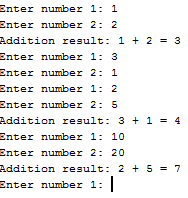 Enter number 1: 1
Enter number 2: 2
Addition result: 1 + 2 = 3
Enter number 1: 3
Enter number 2: 1
Enter number 1: 2
Enter number 2: 5
Addition result: 3 + 1 = 4
Enter number 1: 10
Enter number 2: 20
Addition result: 2 + 5 = 7
Enter number 1: